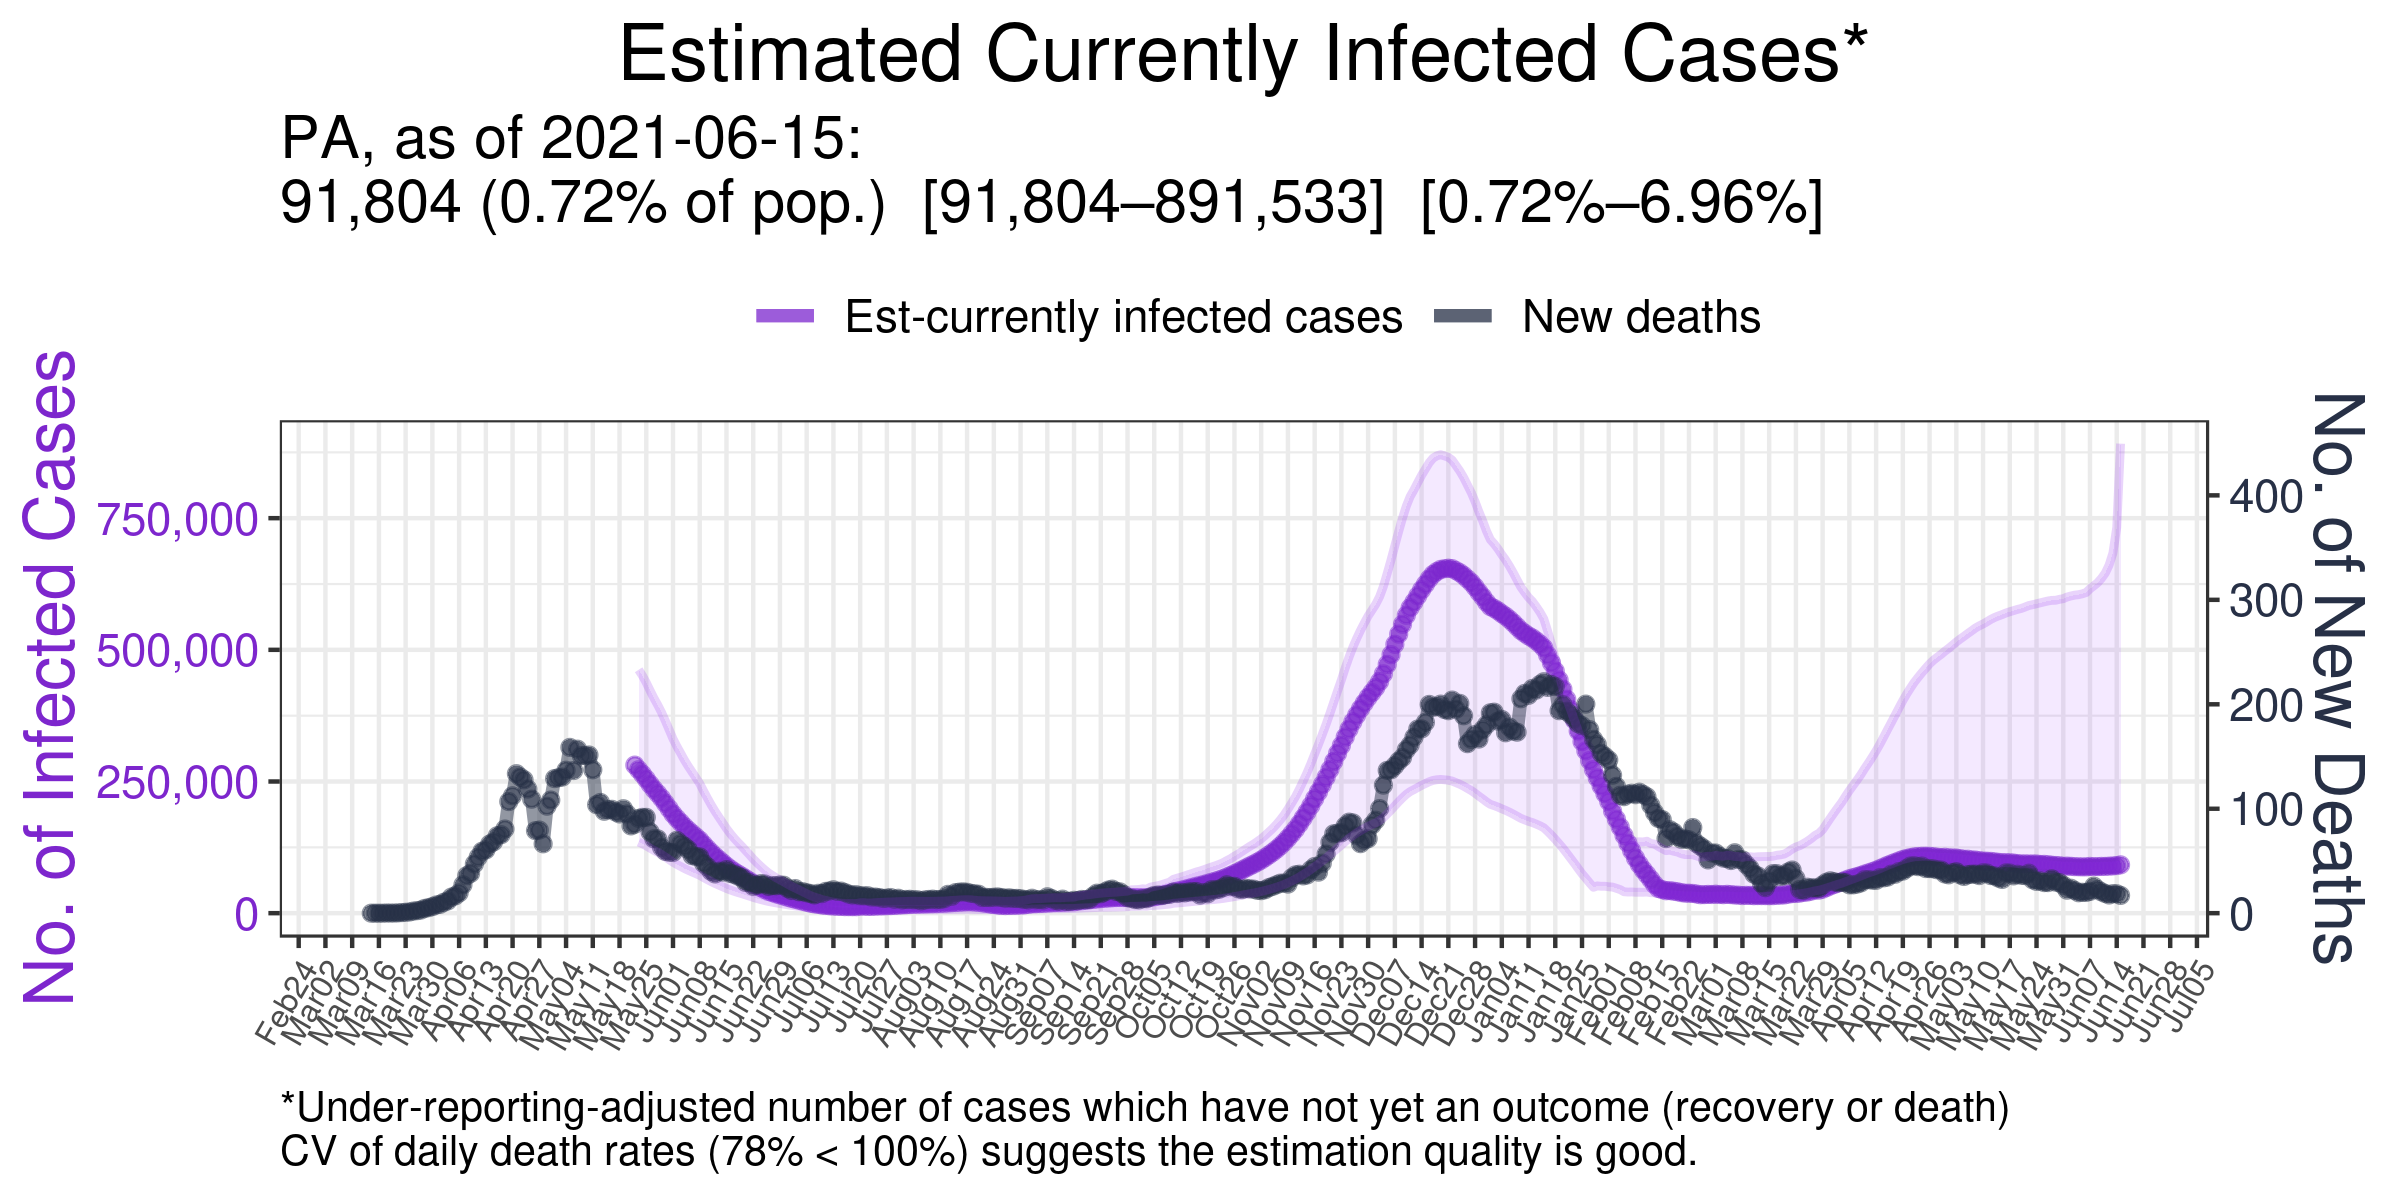 Estimated Currently Infected Cases*
PA, as of 2021-06-15:
91,804 (0.72% of pop.) [91,804–891,533] [0.72%–6.96%]
Est-currently infected cases
New deaths
No. of Infected Cases
750,000
500,000
250,000
0
400
300
200
100
0
No. of New Deaths
Feb24
Mar02
Mar09
Mar16
Mar23
Mar30
Apr06
Apr13
Apr20
Apr27
May04
May11
May18
May25
Jun01
Jun08
Jun15
Jun22
Jun29
Jul06
Jul13
Jul20
Jul27
Aug03
Aug10
Aug17
Aug24
Aug31
Sep07
Sep14
Sep21
Sep28
Oct05
Oct12
Oct19
Oct26
Nov02
Nov09
Nov16
Nov23
Nov30
Dec07
Dec14
Dec21
Dec28
Jan04
Jan11
Jan18
Jan25
Feb01
Feb08
Feb15
Feb22
Mar01
Mar08
Mar15
Mar22
Mar29
Apr05
Apr12
Apr19
Apr26
May03
May10
May17
May24
May31
Jun07
Jun14
Jun21
Jun28
Jul05
*Under-reporting-adjusted number of cases which have not yet an outcome (recovery or death)
CV of daily death rates (78% < 100%) suggests the estimation quality is good.